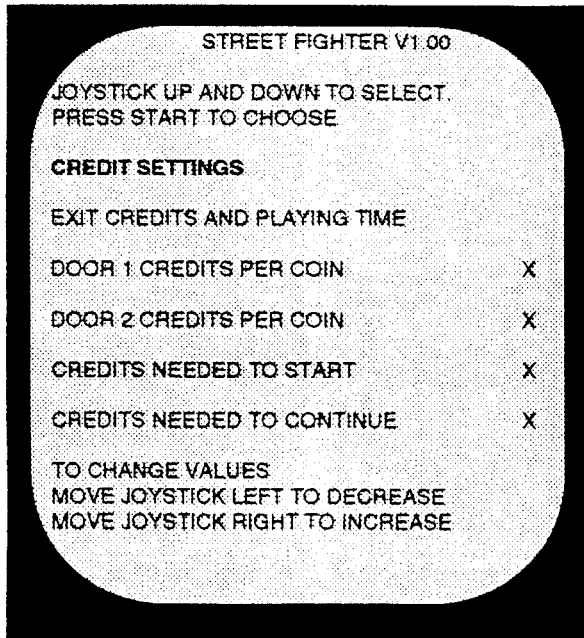 STREET FIGHTER V1.00
JOYSTICK UP AND DOWN TO SELECT.
PRESS START TO CHOOSE
CREDIT SETTINGS
EXIT CREDITS AND PLAYING TIME
DOOR 1 CREDITS PER COIN X
DOOR 2 CREDITS PER COIN X
CREDITS NEEDED TO START X
CREDITS NEEDED TO CONTINUE X
TO CHANGE VALUES
MOVE JOYSTICK LEFT TO DECREASE
MOVE JOYSTICK RIGHT TO INCREASE